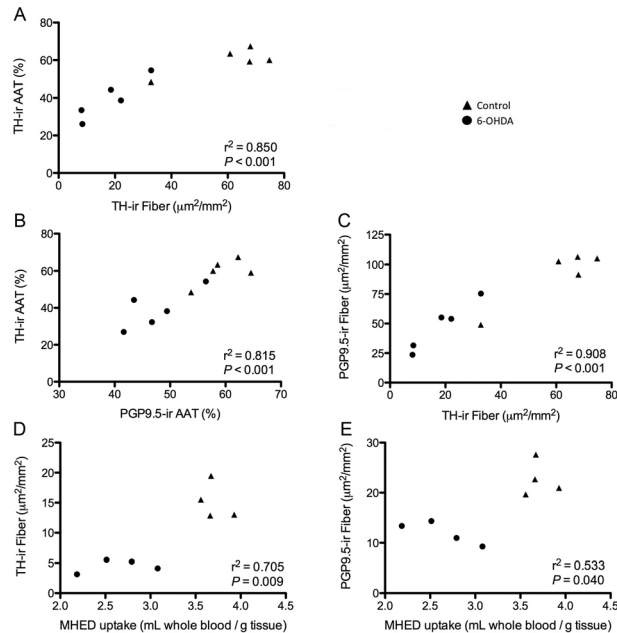 A
TH-ir AAT (%)
80
60
40
20
0
0 20 40 60 80
TH-ir Fiber (μm²/mm²)
r² = 0.850
P < 0.001
Control
6-OHDA
B
TH-ir AAT (%)
80
60
40
20
0
30 40 50 60 70
PGP9.5-ir AAT (%)
r² = 0.815
P < 0.001
C
PGP9.5-ir Fiber (μm²/mm²)
125
100
75
50
25
0
0 20 40 60 80
TH-ir Fiber (μm²/mm²)
r² = 0.908
P < 0.001
D
TH-ir Fiber (μm²/mm²)
25
20
15
10
5
0
2.0 2.5 3.0 3.5 4.0 4.5
MHED uptake (mL whole blood / g tissue)
r² = 0.705
P = 0.009
E
PGP9.5-ir Fiber (μm²/mm²)
30
20
10
0
2.0 2.5 3.0 3.5 4.0 4.5
MHED uptake (mL whole blood / g tissue)
r² = 0.533
P = 0.040